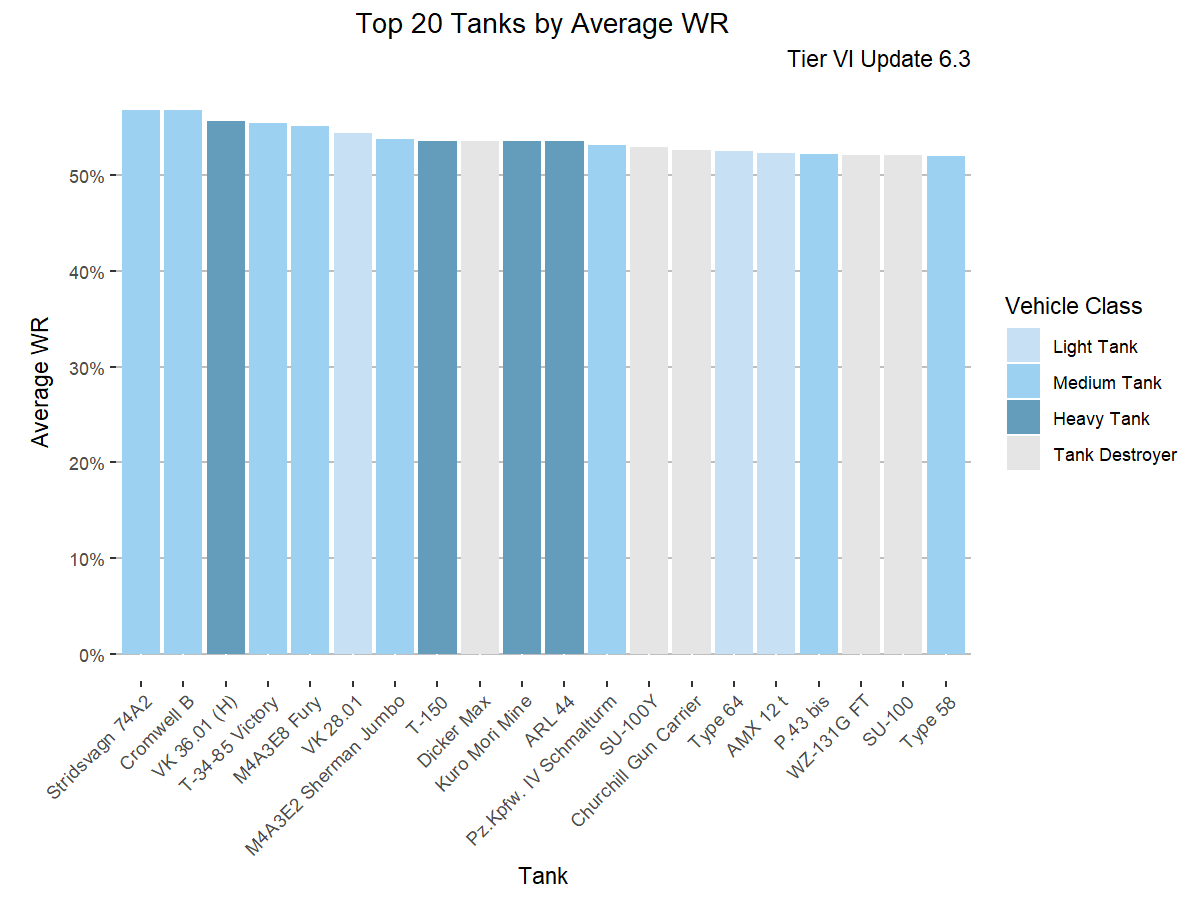 Top 20 Tanks by Average WR
Tier VI Update 6.3
Average WR
50%
40%
30%
20%
10%
0%
Stridsvagn 74A2
Cromwell B
VK 36.01 (H)
T-34-85 Victory
M4A3E8 Fury
VK 28.01
M4A3E2 Sherman Jumbo
T-150
Dicker Max
Kuro Mori Mine
ARL 44
Pz.Kpfw. IV Schmalturm
SU-100Y
Churchill Gun Carrier
Type 64
AMX 12 t
P.43 bis
WZ-131G FT
SU-100
Type 58
Tank
Vehicle Class
Light Tank
Medium Tank
Heavy Tank
Tank Destroyer